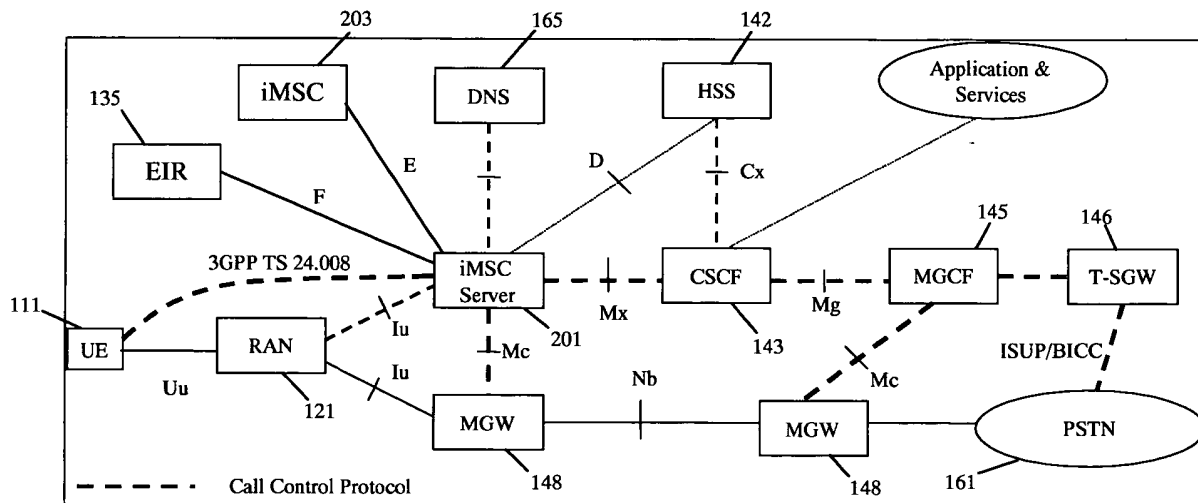 203
165
142
iMSC
DNS
HSS
Application &
Services
135
EIR
E
D
Cx
F
145
146
3GPP TS 24.008
iMSC
Server
CSCF
MGCF
T-SGW
111
Iu
Mx
Mg
UE
RAN
201
143
ISUP/BICC
Mc
Uu
Iu
Nb
Mc
121
MGW
MGW
PSTN
148
148
161
Call Control Protocol